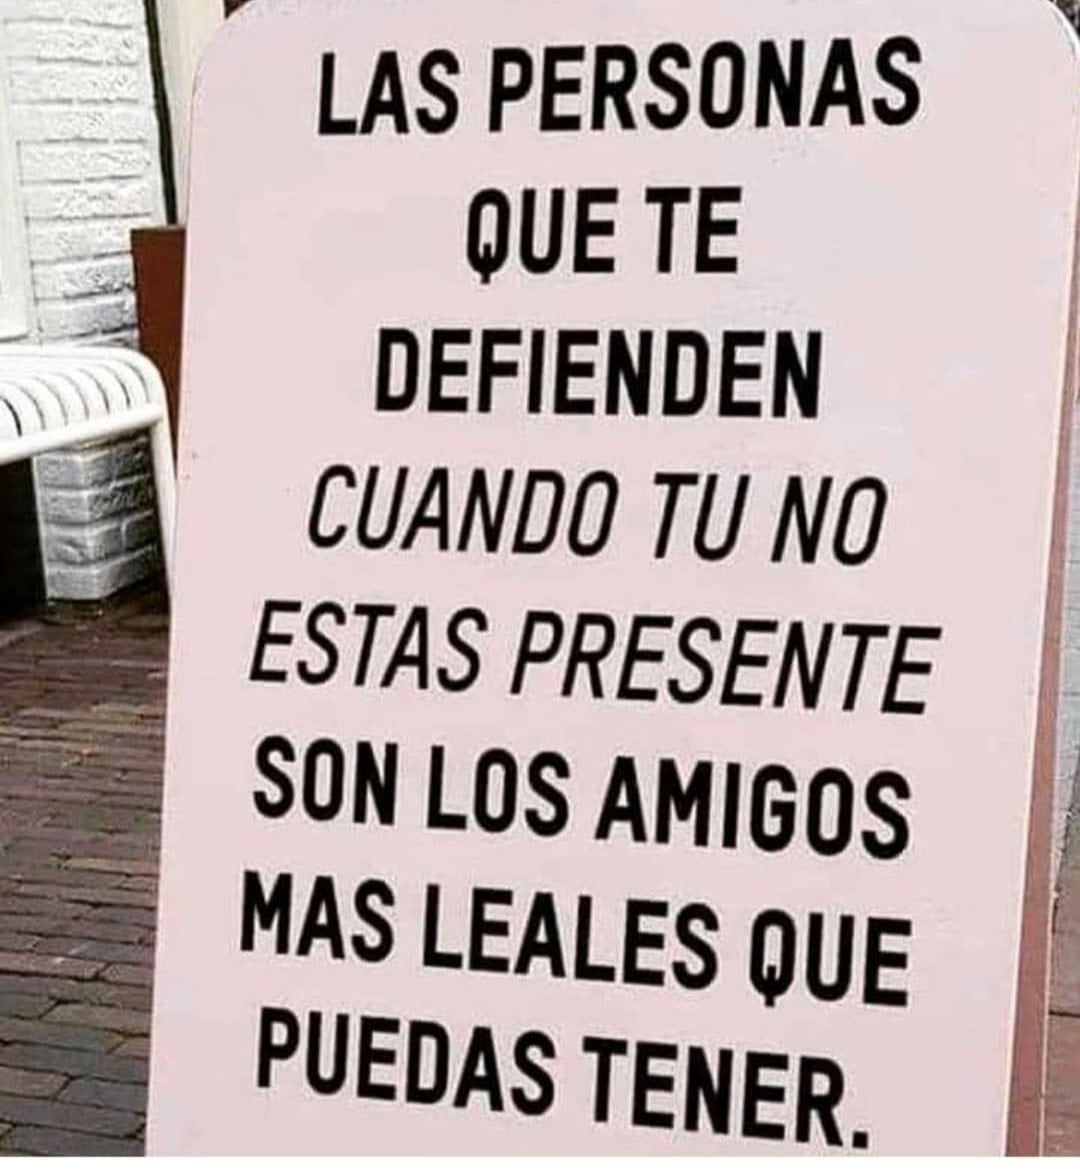 LAS PERSONAS
QUE TE
DEFIENDEN
CUANDO TU NO
ESTAS PRESENTE
SON LOS AMIGOS
MAS LEALES QUE
PUEDAS TENER.